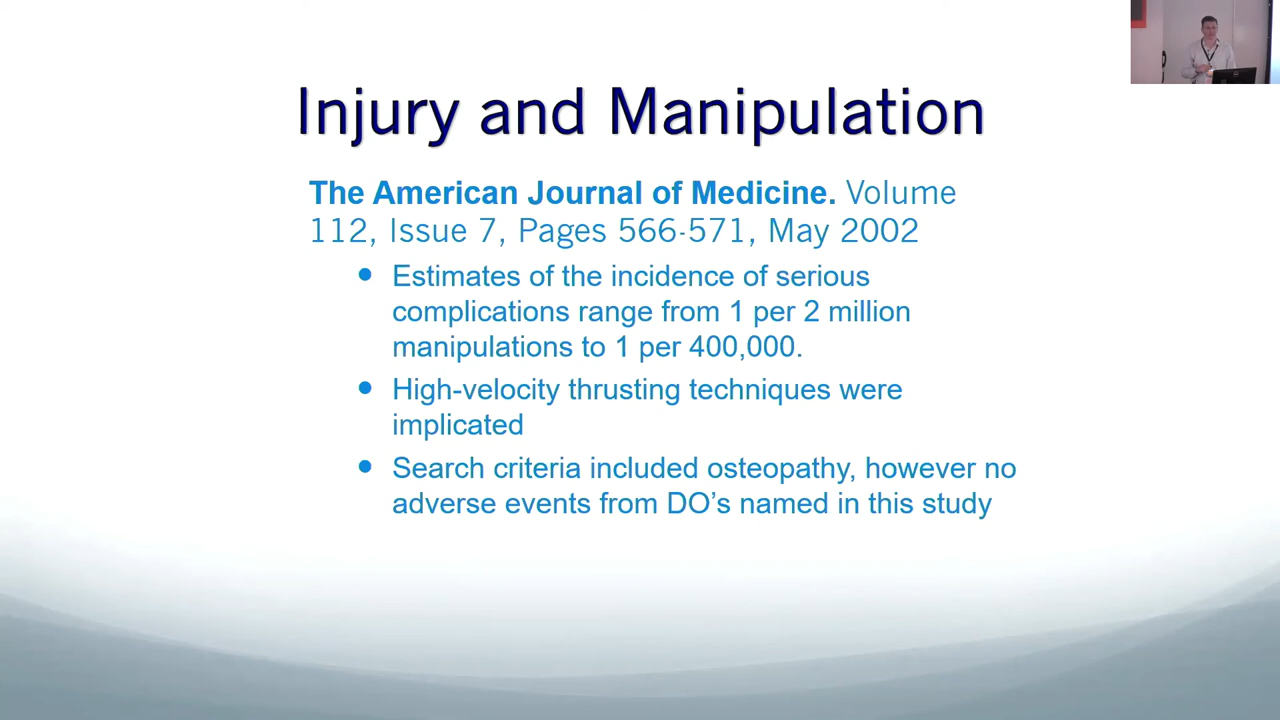 Injury and Manipulation
The American Journal of Medicine. Volume
112, Issue 7, Pages 566-571, May 2002
• Estimates of the incidence of serious
complications range from 1 per 2 million
manipulations to 1 per 400,000.
• High-velocity thrusting techniques were
implicated
• Search criteria included osteopathy, however no
adverse events from DO’s named in this study